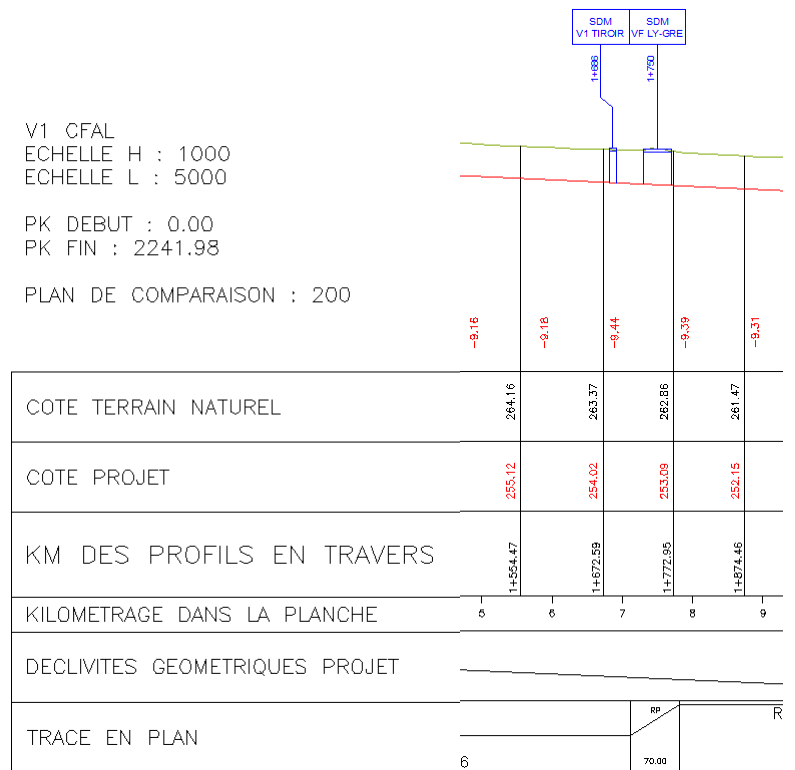 SDM
V1 TIROIR
SDM
VF LY-GRE
1+686
1+750
V1 CFAL
ECHELLE H : 1000
ECHELLE L : 5000
PK DEBUT : 0.00
PK FIN : 2241.98
PLAN DE COMPARAISON : 200
-9.16
-9.18
-9.44
-9.39
-9.31
COTE TERRAIN NATUREL
264.16
263.37
262.86
261.47
COTE PROJET
255.12
254.02
253.09
252.15
KM DES PROFILS EN TRAVERS
1+554.47
1+672.59
1+772.95
1+874.46
KILOMETRAGE DANS LA PLANCHE
5 6 7 8 9
DECLIVITES GEOMETRIQUES PROJET
TRACE EN PLAN
RP
R
6
70.00